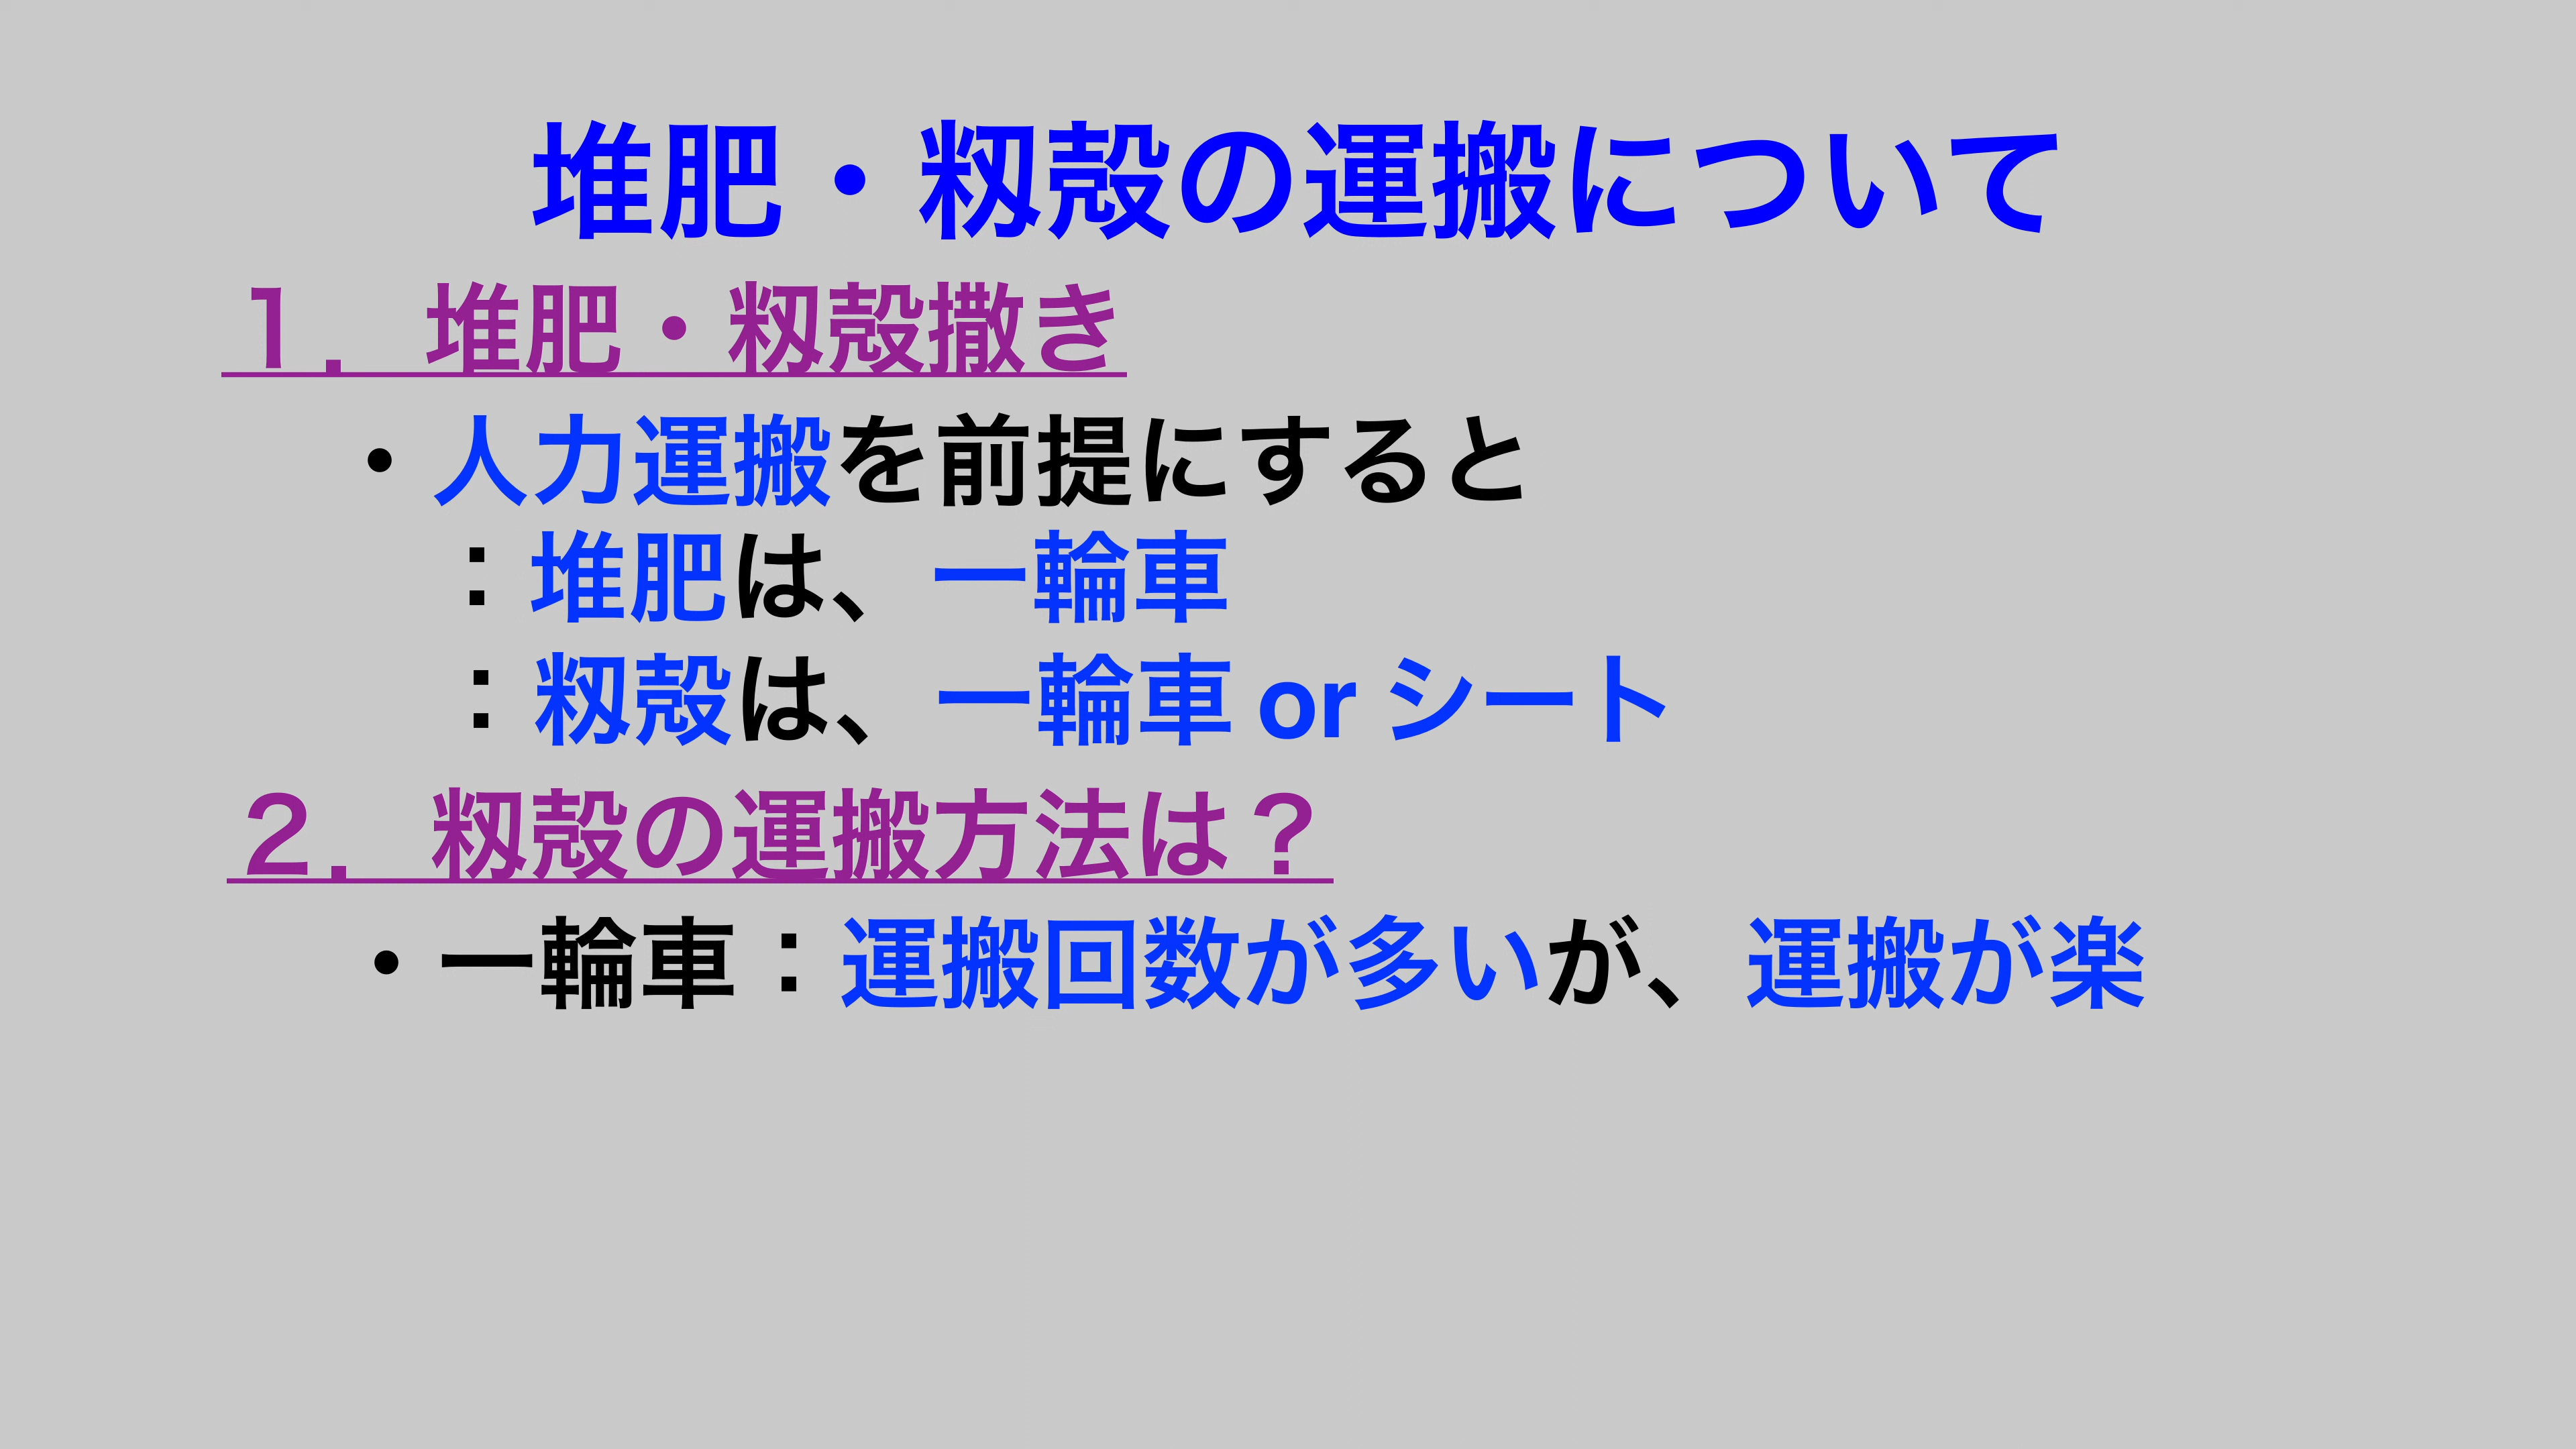 堆肥・籾殻の運搬について
１．堆肥・籾殻撒き
・人力運搬を前提にすると
：堆肥は、一輪車
：籾殻は、一輪車 or シート
２．籾殻の運搬方法は？
・一輪車：運搬回数が多いが、運搬が楽